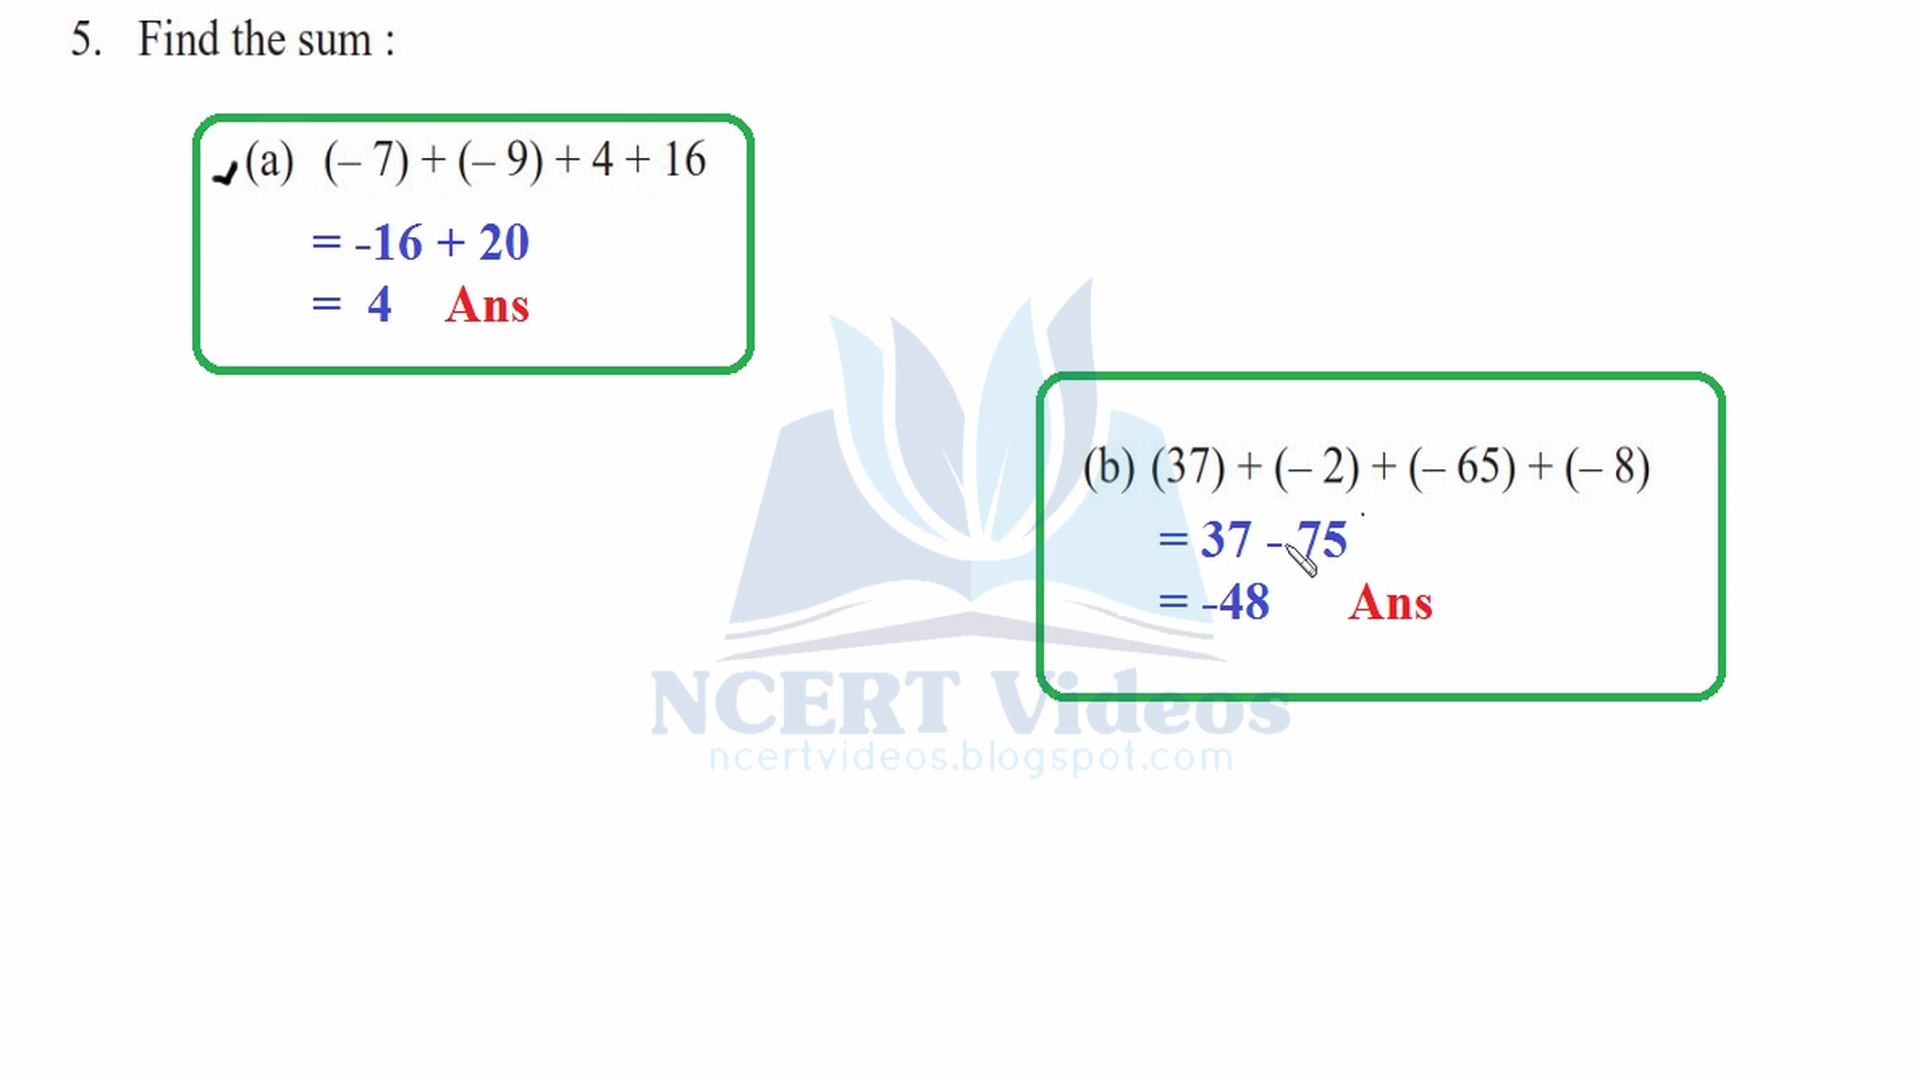 5. Find the sum :
(a) (– 7) + (– 9) + 4 + 16
= -16 + 20
= 4 Ans
(b) (37) + (– 2) + (– 65) + (– 8)
= 37 - 75
= -48 Ans
NCERT Videos
ncertvideos.blogspot.com